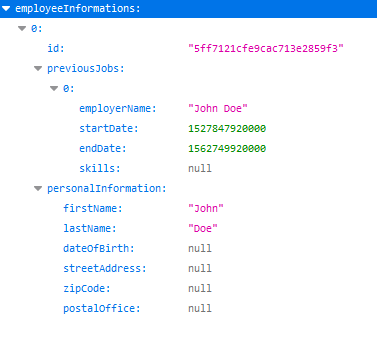 employeeInformations:
0:
id: "5ff7121cfe9cac713e2859f3"
previousJobs:
0:
employerName: "John Doe"
startDate: 1527847920000
endDate: 1562749920000
skills: null
personalInformation:
firstName: "John"
lastName: "Doe"
dateOfBirth: null
streetAddress: null
zipCode: null
postalOffice: null